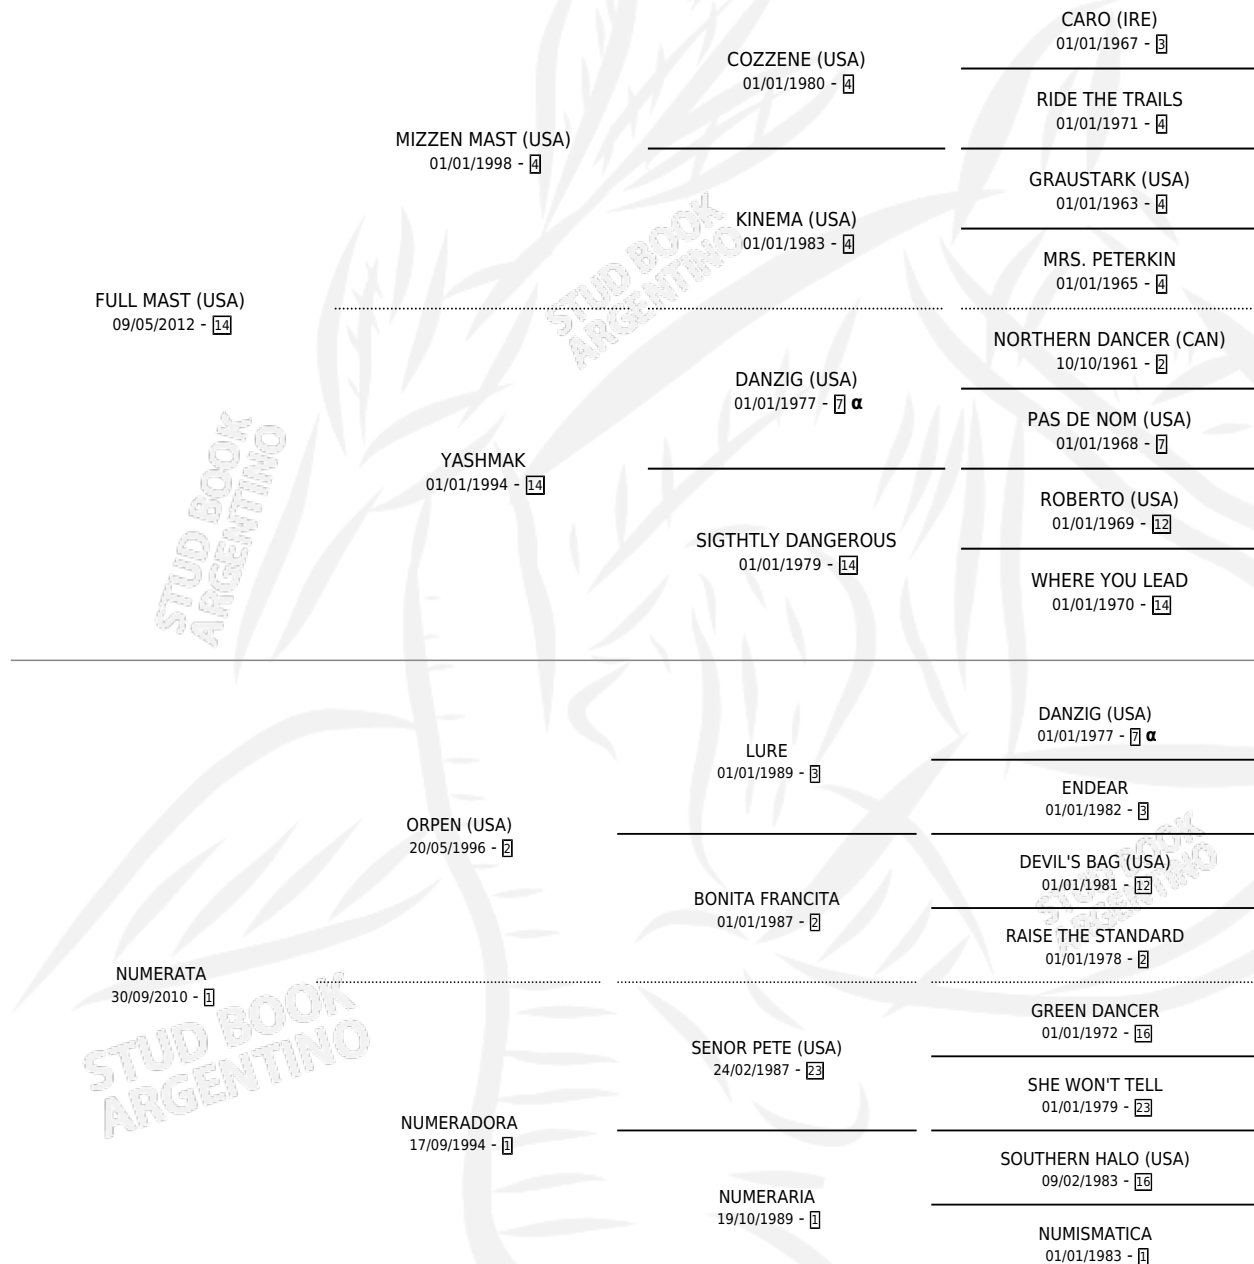 CARO (IRE)
01/01/1967 - 3
COZZENE (USA)
01/01/1980 - 4
RIDE THE TRAILS
01/01/1971 - 4
MIZZEN MAST (USA)
01/01/1998 - 4
GRAUSTARK (USA)
01/01/1963 - 4
KINEMA (USA)
01/01/1983 - 4
MRS. PETERKIN
01/01/1965 - 4
FULL MAST (USA)
09/05/2012 - 14
NORTHERN DANCER (CAN)
10/10/1961 - 2
DANZIG (USA)
01/01/1977 - 7 α
PAS DE NOM (USA)
01/01/1968 - 7
YASHMAK
01/01/1994 - 14
ROBERTO (USA)
01/01/1969 - 12
SIGTHTLY DANGEROUS
01/01/1979 - 14
WHERE YOU LEAD
01/01/1970 - 14
DANZIG (USA)
01/01/1977 - 7 α
LURE
01/01/1989 - 3
ENDEAR
01/01/1982 - 3
ORPEN (USA)
20/05/1996 - 2
DEVIL'S BAG (USA)
01/01/1981 - 12
BONITA FRANCITA
01/01/1987 - 2
RAISE THE STANDARD
01/01/1978 - 2
NUMERATA
30/09/2010 - 1
GREEN DANCER
01/01/1972 - 16
SENOR PETE (USA)
24/02/1987 - 23
SHE WON'T TELL
01/01/1979 - 23
NUMERADORA
17/09/1994 - 1
SOUTHERN HALO (USA)
09/02/1983 - 16
NUMERARIA
19/10/1989 - 1
NUMISMATICA
01/01/1983 - 1
STUD BOOK
ARGENTINO
STUD BOOK
ARGENTINO
STUD BOOK
ARGENTINO
STUD BOOK
ARGENTINO